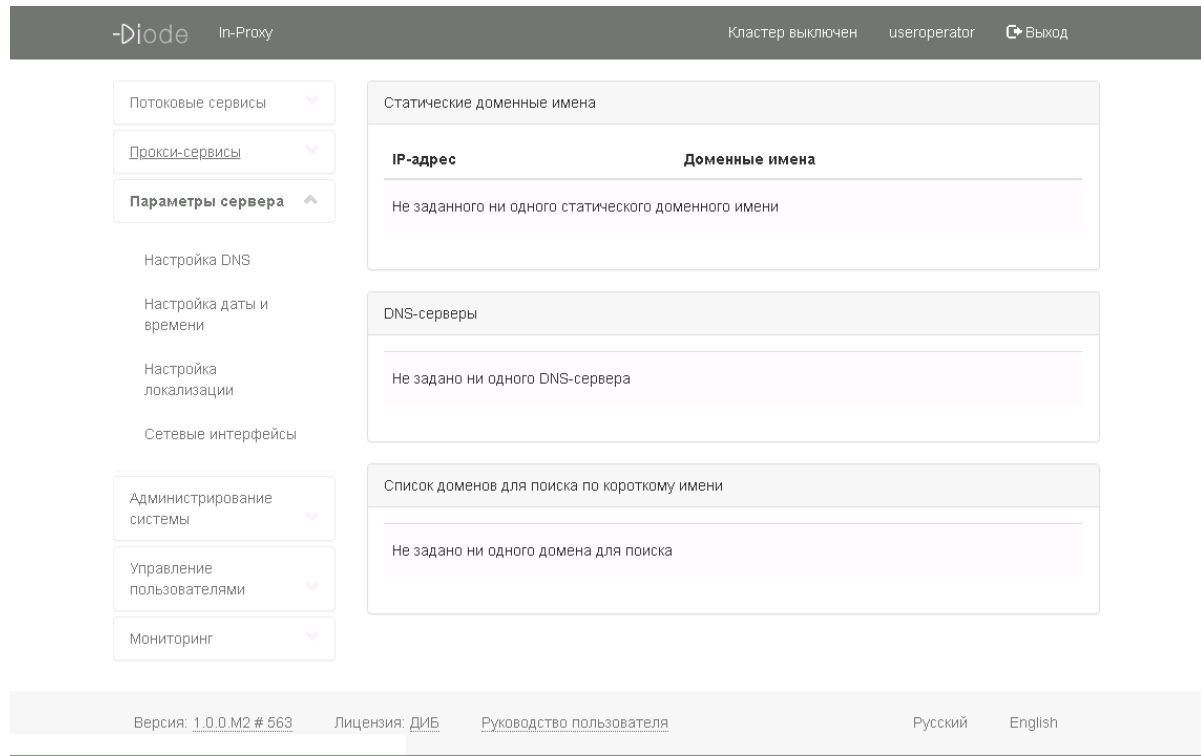 -Diode In-Proxy Кластер выключен useroperator Выход
Потоковые сервисы
Прокси-сервисы
Параметры сервера
Настройка DNS
Настройка даты и
времени
Настройка
локализации
Сетевые интерфейсы
Администрирование
системы
Управление
пользователями
Мониторинг
Статические доменные имена
IP-адрес Доменные имена
Не заданного ни одного статического доменного имени
DNS-серверы
Не задано ни одного DNS-сервера
Список доменов для поиска по короткому имени
Не задано ни одного домена для поиска
Версия: 1.0.0.M2 # 563 Лицензия: ДИБ Руководство пользователя Русский English